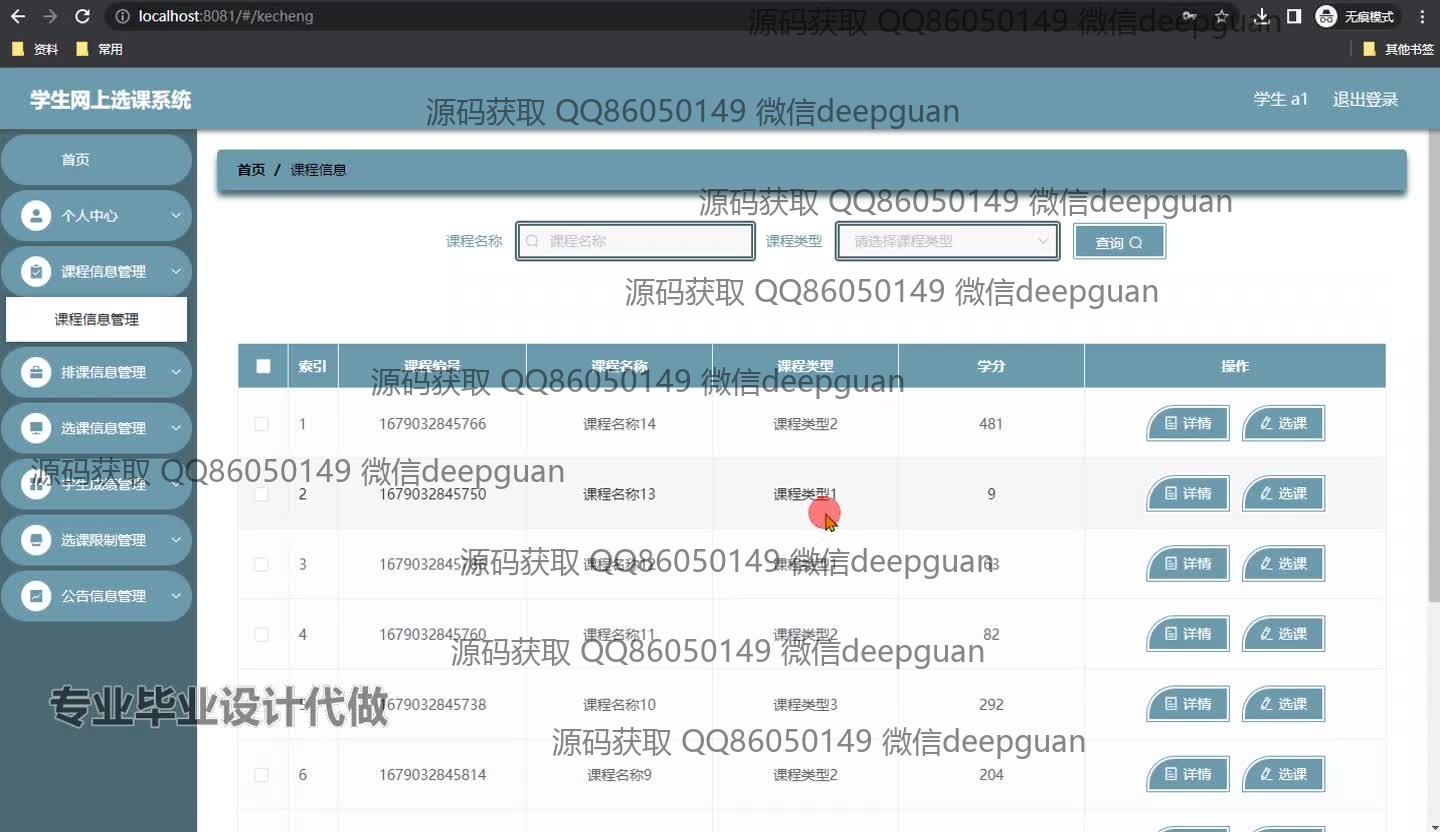 localhost:8081/#/kecheng
无痕模式
资料
常用
其他书签
源码获取 QQ86050149 微信deepguan
学生网上选课系统
源码获取 QQ86050149 微信deepguan
学生 a1
退出登录
首页
个人中心
课程信息管理
课程信息管理
排课信息管理
选课信息管理
学生成绩管理
选课限制管理
公告信息管理
首页 / 课程信息
源码获取 QQ86050149 微信deepguan
课程名称 课程名称 课程类型 请选择课程类型 查询
源码获取 QQ86050149 微信deepguan
索引 课程编号 课程名称 课程类型 学分 操作
源码获取 QQ86050149 微信deepguan
1 1679032845766 课程名称14 课程类型2 481 详情 选课
源码获取 QQ86050149 微信deepguan
2 1679032845750 课程名称13 课程类型1 9 详情 选课
源码获取 QQ86050149 微信deepguan
3 课程名称12 详情 选课
4 1679032845760 课程名称11 课程类型2 82 详情 选课
源码获取 QQ86050149 微信deepguan
专业毕业设计代做
5 1679032845738 课程名称10 课程类型3 292 详情 选课
源码获取 QQ86050149 微信deepguan
6 1679032845814 课程名称9 课程类型2 204 详情 选课